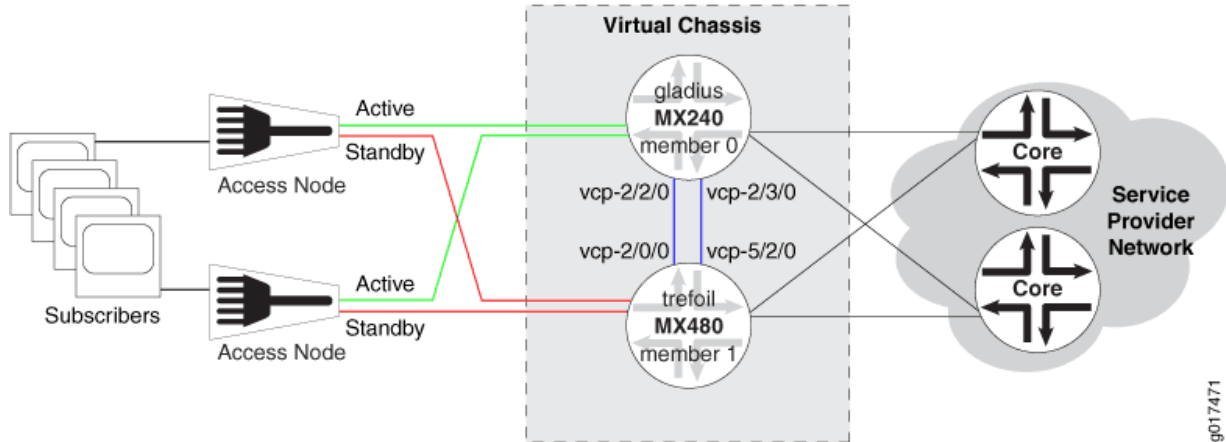 Virtual Chassis
gladius
MX240
member 0
Active
Standby
Access Node
Core
vcp-2/2/0 vcp-2/3/0
Service
Provider
Network
vcp-2/0/0 vcp-5/2/0
Active
Standby
Access Node
Subscribers
trefoil
MX480
member 1
Core
g017471